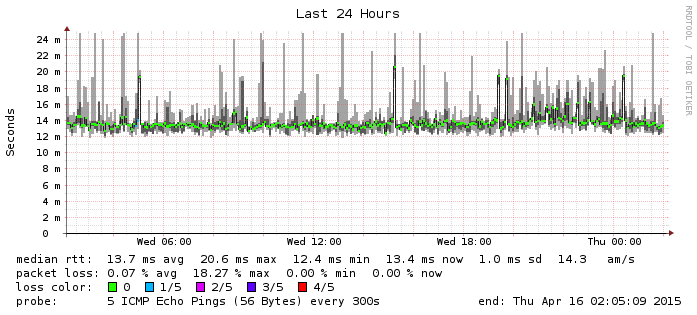 Last 24 Hours
RRDTOOL / TOBI OETIKER
Seconds
24 m
22 m
20 m
18 m
16 m
14 m
12 m
10 m
8 m
6 m
4 m
2 m
0
Wed 06:00 Wed 12:00 Wed 18:00 Thu 00:00
median rtt: 13.7 ms avg 20.6 ms max 12.4 ms min 13.4 ms now 1.0 ms sd 14.3 am/s
packet loss: 0.07 % avg 18.27 % max 0.00 % min 0.00 % now
loss color: 0 1/5 2/5 3/5 4/5
probe: 5 ICMP Echo Pings (56 Bytes) every 300s end: Thu Apr 16 02:05:09 2015